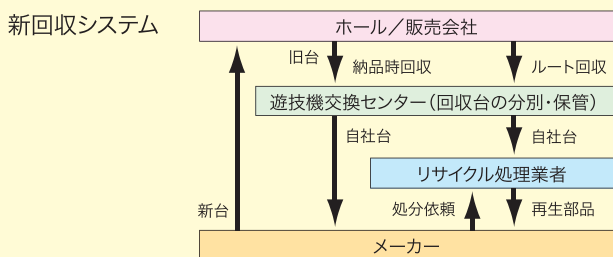 新回収システム
ホール／販売会社
旧台
納品時回収
ルート回収
遊技機交換センター（回収台の分別・保管）
自社台
自社台
リサイクル処理業者
新台
処分依頼
再生部品
メーカー